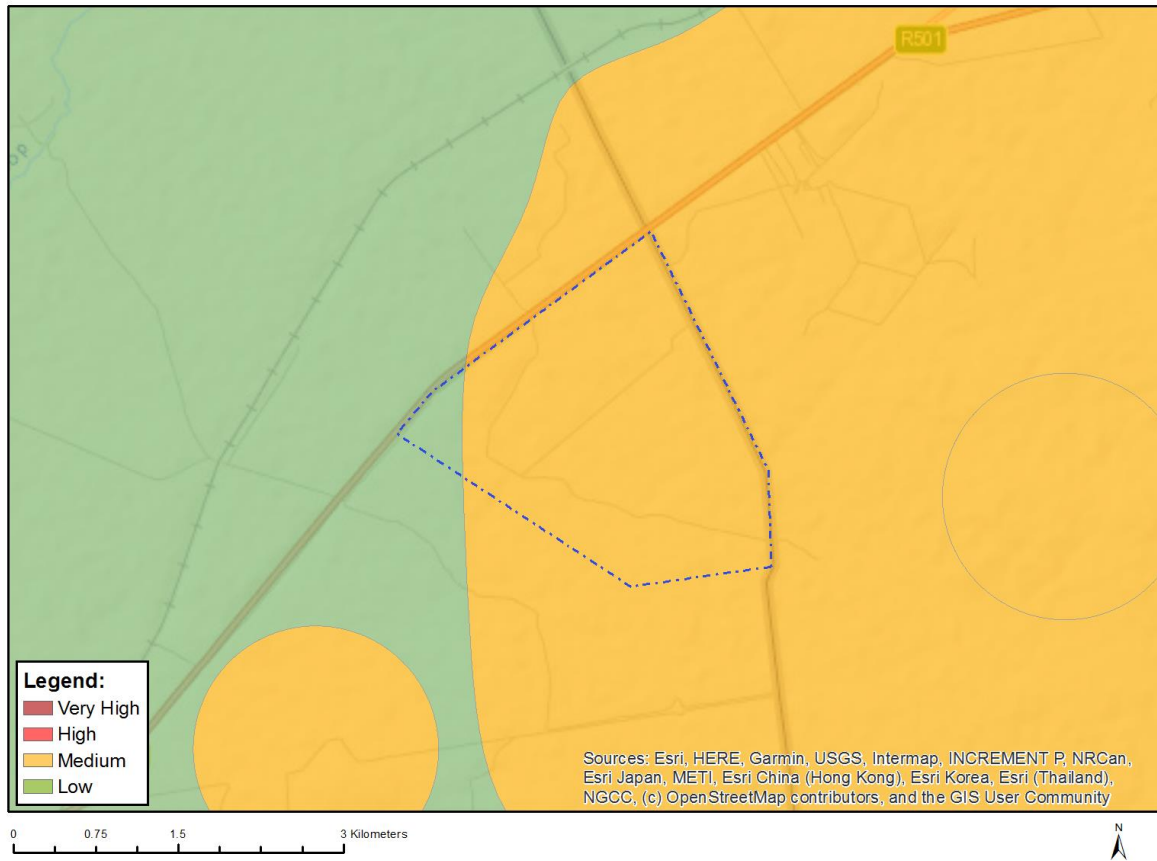 R501
op
Legend:
Very High
High
Medium
Low
Sources: Esri, HERE, Garmin, USGS, Intermap, INCREMENT P, NRCan,
Esri Japan, METI, Esri China (Hong Kong), Esri Korea, Esri (Thailand),
NGCC, (c) OpenStreetMap contributors, and the GIS User Community
0 0.75 1.5 3 Kilometers
N